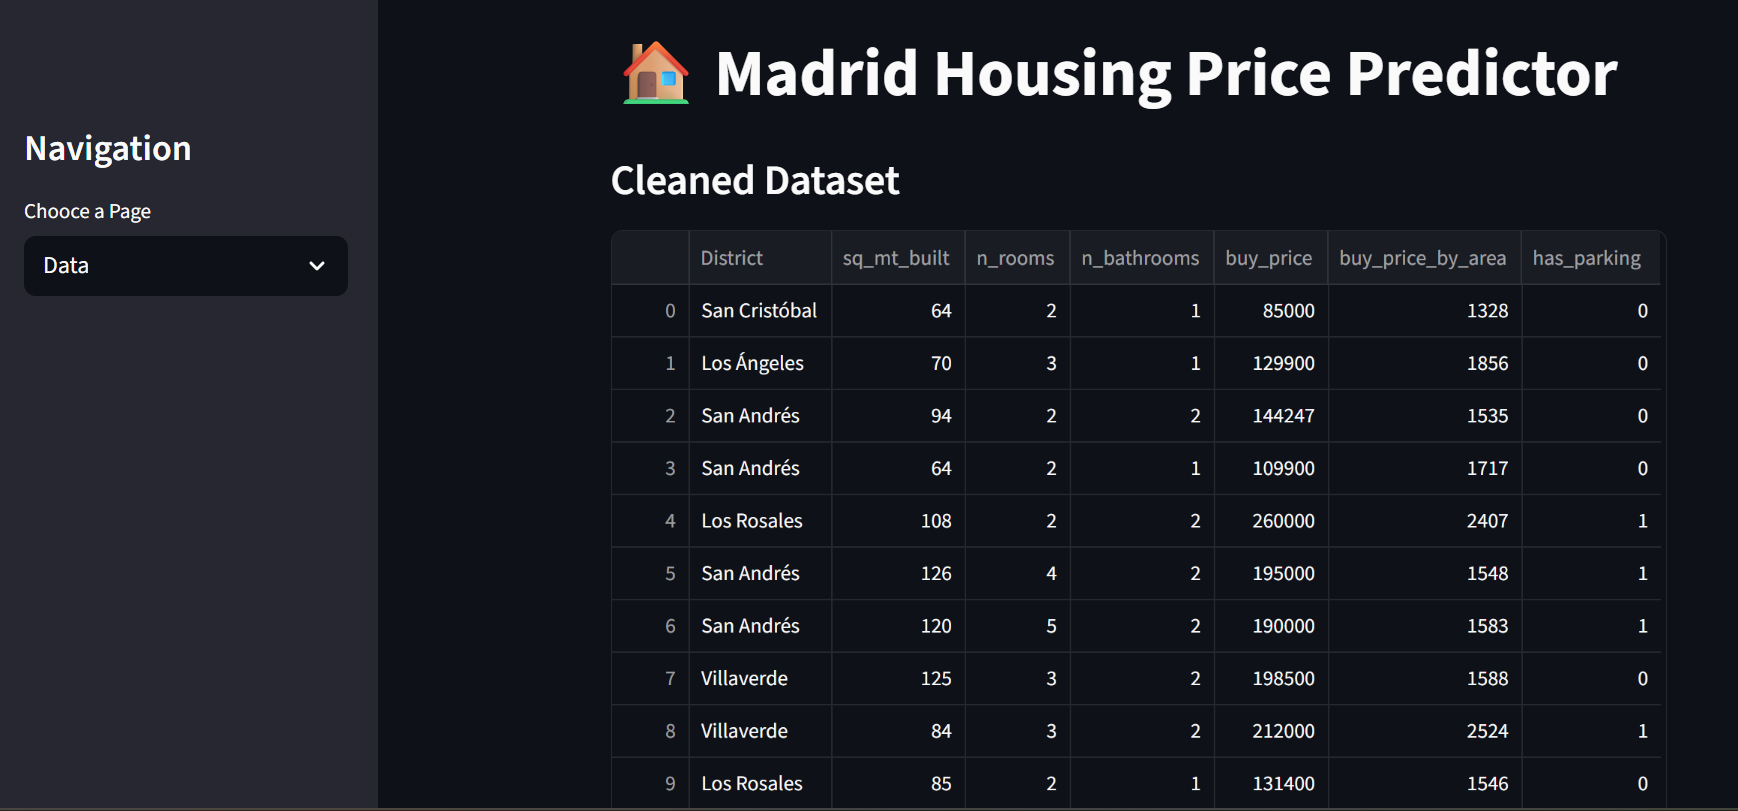 Madrid Housing Price Predictor
Navigation
Chooce a Page
Data
Cleaned Dataset
District sq_mt_built n_rooms n_bathrooms buy_price buy_price_by_area has_parking
0 San Cristóbal 64 2 1 85000 1328 0
1 Los Ángeles 70 3 1 129900 1856 0
2 San Andrés 94 2 2 144247 1535 0
3 San Andrés 64 2 1 109900 1717 0
4 Los Rosales 108 2 2 260000 2407 1
5 San Andrés 126 4 2 195000 1548 1
6 San Andrés 120 5 2 190000 1583 1
7 Villaverde 125 3 2 198500 1588 0
8 Villaverde 84 3 2 212000 2524 1
9 Los Rosales 85 2 1 131400 1546 0